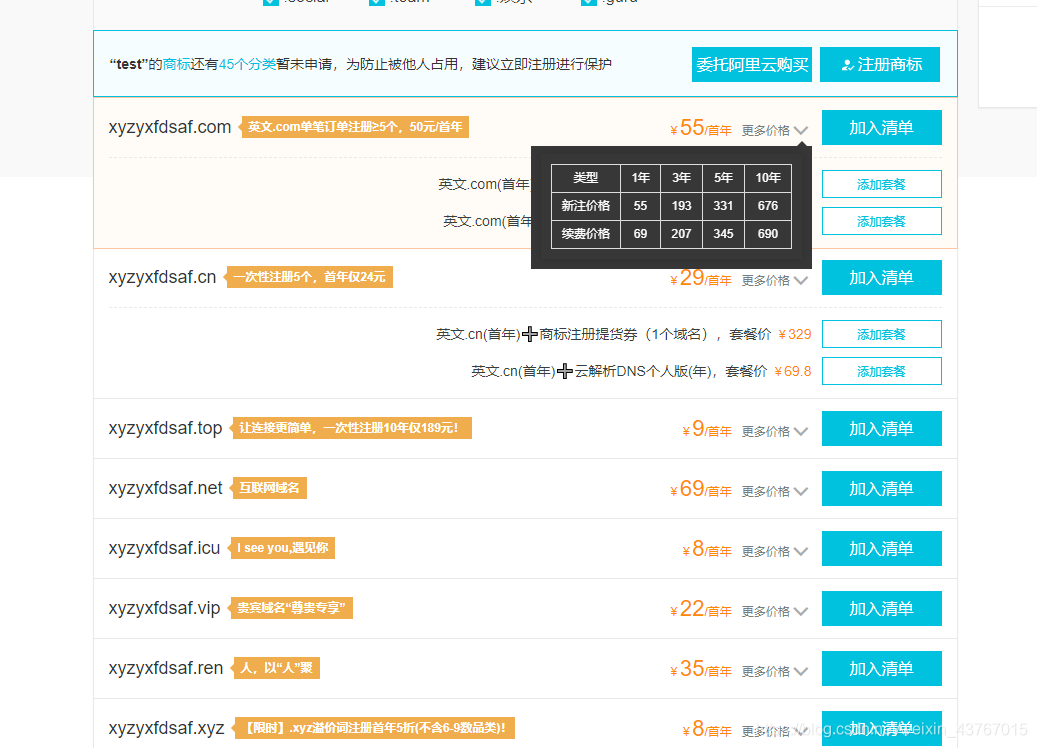 .social .team .娱乐 .guru
“test”的商标还有45个分类暂未申请，为防止被他人占用，建议立即注册进行保护 委托阿里云购买 注册商标
xyzyxfdsaf.com 英文.com单笔订单注册≥5个，50元/首年 ¥55/首年 更多价格 加入清单
类型 1年 3年 5年 10年
英文.com(首年 添加套餐
新注价格 55 193 331 676
英文.com(首年 添加套餐
续费价格 69 207 345 690
xyzyxfdsaf.cn 一次性注册5个，首年仅24元 ¥29/首年 更多价格 加入清单
英文.cn(首年)➕商标注册提货券（1个域名），套餐价 ¥329 添加套餐
英文.cn(首年)➕云解析DNS个人版(年)，套餐价 ¥69.8 添加套餐
xyzyxfdsaf.top 让连接更简单，一次性注册10年仅189元！ ¥9/首年 更多价格 加入清单
xyzyxfdsaf.net 互联网域名 ¥69/首年 更多价格 加入清单
xyzyxfdsaf.icu I see you,遇见你 ¥8/首年 更多价格 加入清单
xyzyxfdsaf.vip 贵宾域名“尊贵专享” ¥22/首年 更多价格 加入清单
xyzyxfdsaf.ren 人，以“人”聚 ¥35/首年 更多价格 加入清单
xyzyxfdsaf.xyz 【限时】.xyz溢价词注册首年5折(不含6-9数品类)! ¥8/首年 更多价格 加入清单